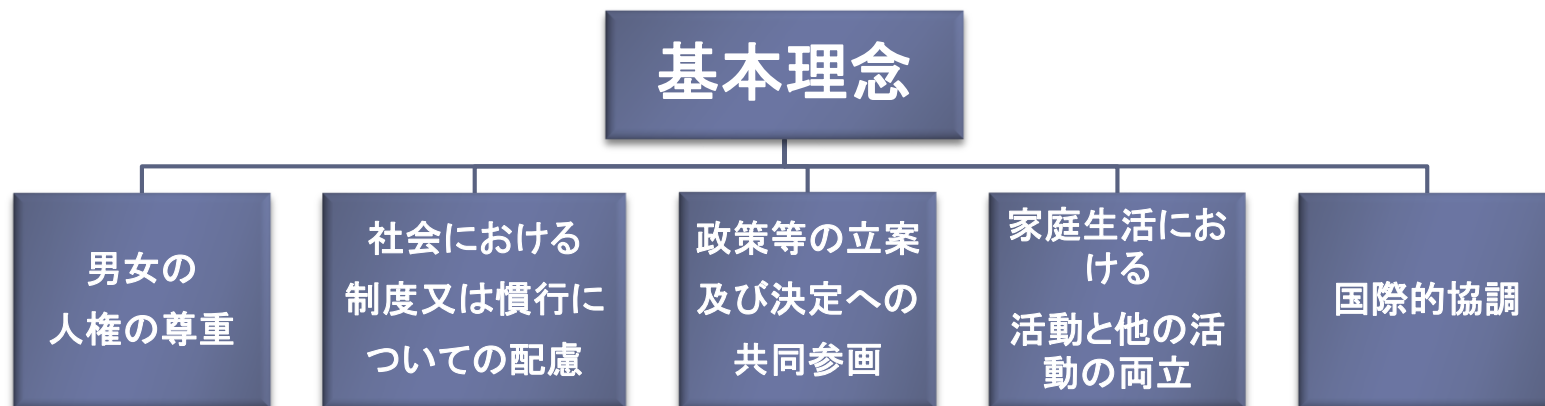 基本理念
男女の
人権の尊重
社会における
制度又は慣行に
ついての配慮
政策等の立案
及び決定への
共同参画
家庭生活にお
ける
活動と他の活
動の両立
国際的協調